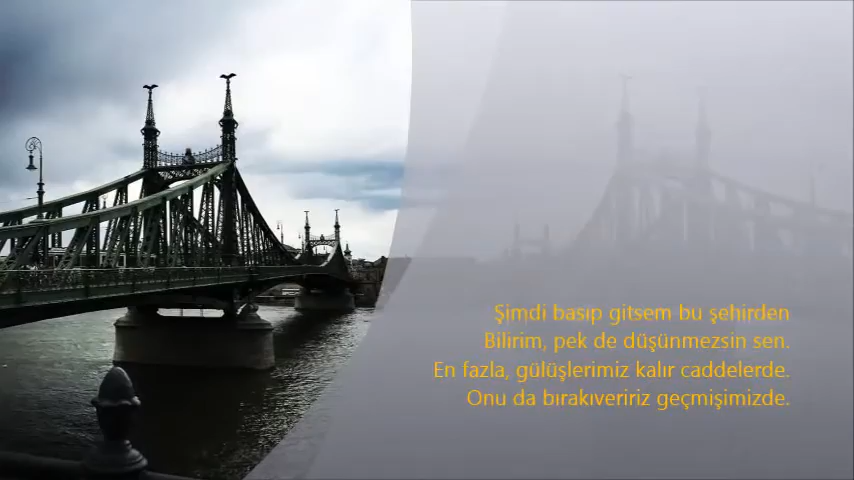 Şimdi basıp gitsem bu şehirden
Bilirim, pek de düşünmezsin sen.
En fazla, gülüşlerimiz kalır caddelerde.
Onu da bırakıveririz geçmişimizde.